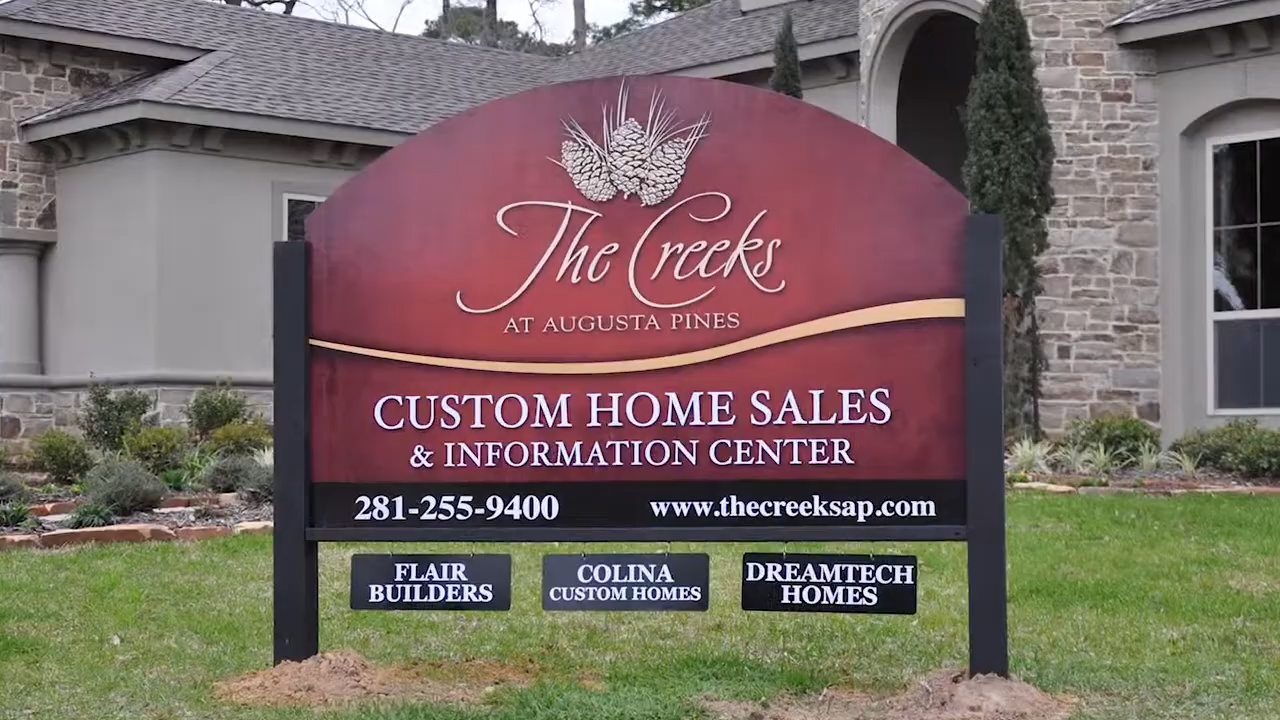 The Creeks
AT AUGUSTA PINES
CUSTOM HOME SALES
& INFORMATION CENTER
281-255-9400 www.thecreeksap.com
FLAIR
BUILDERS
COLINA
CUSTOM HOMES
DREAMTECH
HOMES